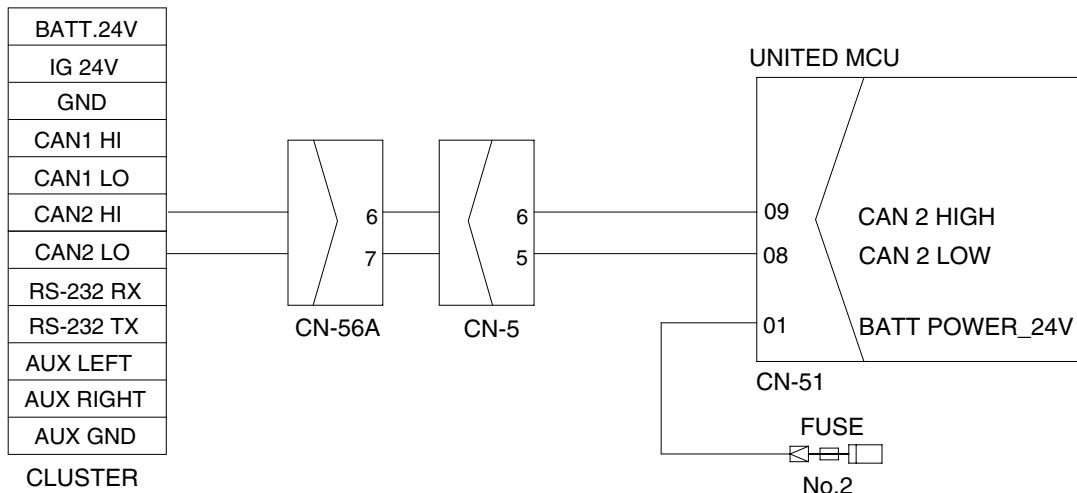 BATT.24V
IG 24V
GND
CAN1 HI
CAN1 LO
CAN2 HI
CAN2 LO
RS-232 RX
RS-232 TX
AUX LEFT
AUX RIGHT
AUX GND
CLUSTER
6
7
CN-56A
6
5
CN-5
UNITED MCU
09 CAN 2 HIGH
08 CAN 2 LOW
01 BATT POWER_24V
CN-51
FUSE
No.2